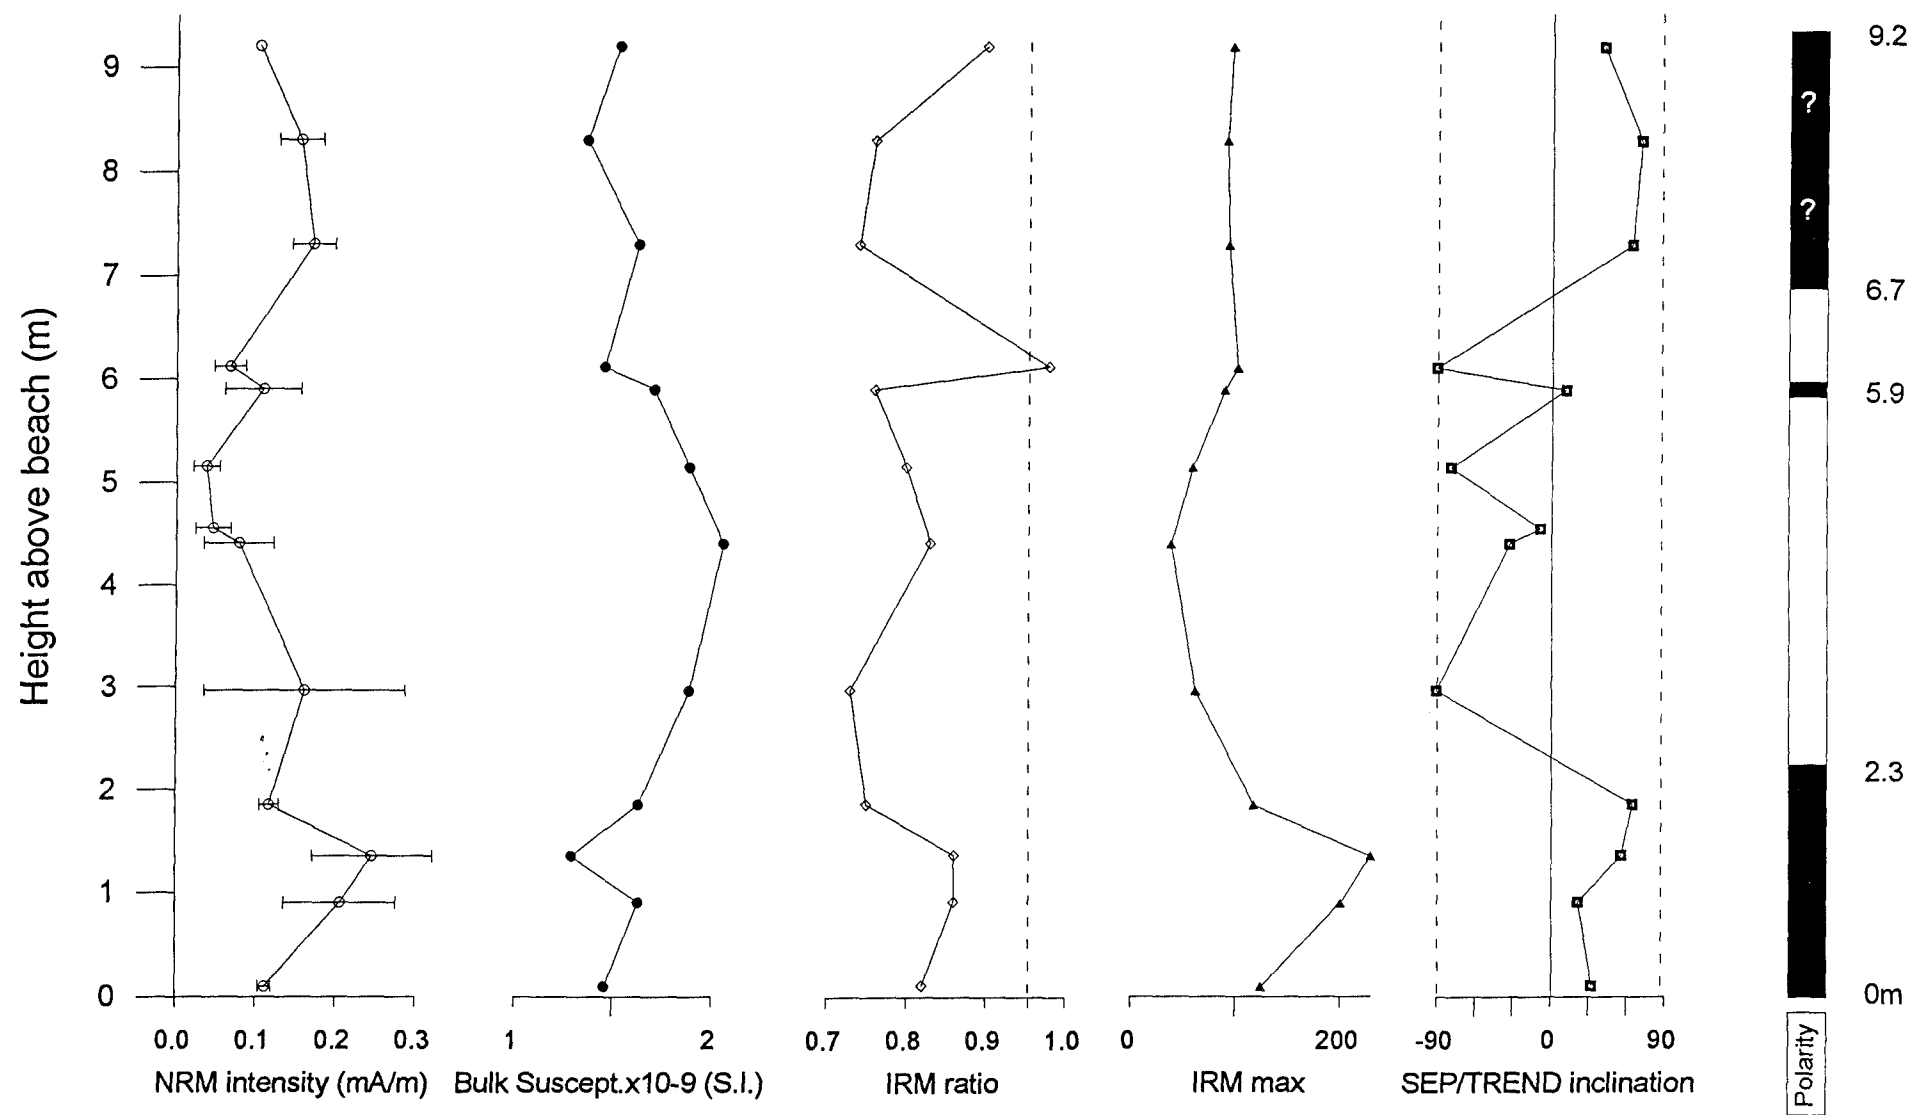 Height above beach (m)
9
8
7
6
5
4
3
2
1
0
0.0 0.1 0.2 0.3
NRM intensity (mA/m)
1 2
Bulk Suscept.x10-9 (S.I.)
0.7 0.8 0.9 1.0
IRM ratio
0 200
IRM max
-90 0 90
SEP/TREND inclination
?
?
9.2
6.7
5.9
2.3
0m
Polarity